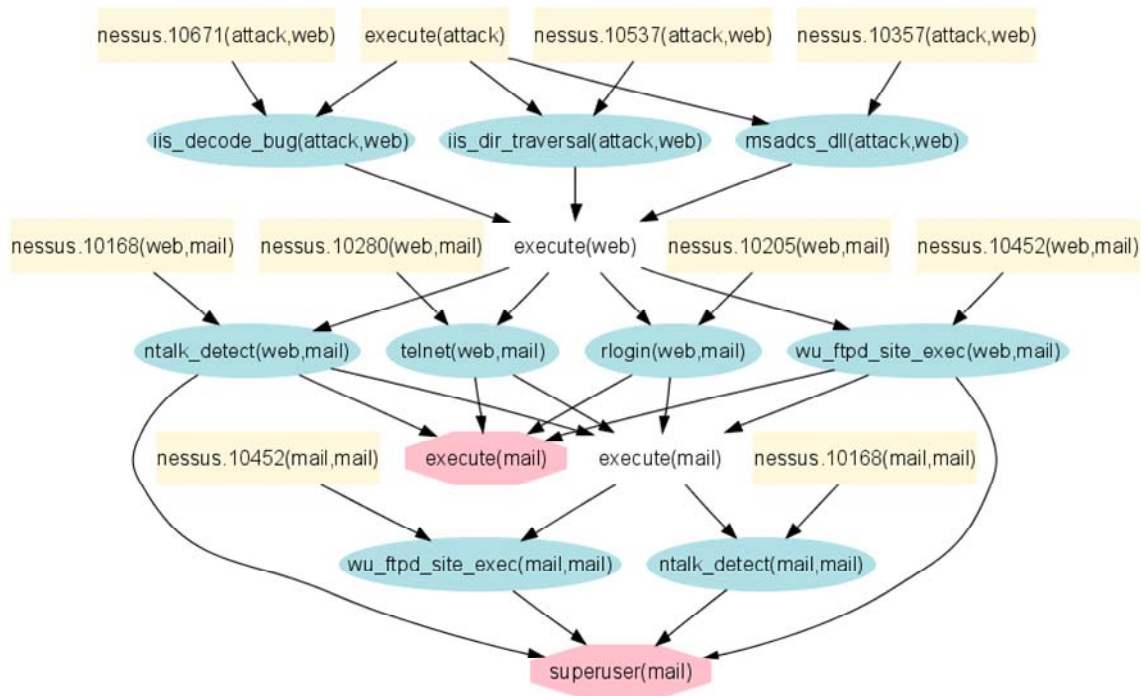 nessus.10671(attack,web)
execute(attack)
nessus.10537(attack,web)
nessus.10357(attack,web)
iis_decode_bug(attack,web)
iis_dir_traversal(attack,web)
msadcs_dll(attack,web)
nessus.10168(web,mail)
nessus.10280(web,mail)
execute(web)
nessus.10205(web,mail)
nessus.10452(web,mail)
ntalk_detect(web,mail)
telnet(web,mail)
rlogin(web,mail)
wu_ftpd_site_exec(web,mail)
nessus.10452(mail,mail)
execute(mail)
execute(mail)
nessus.10168(mail,mail)
wu_ftpd_site_exec(mail,mail)
ntalk_detect(mail,mail)
superuser(mail)